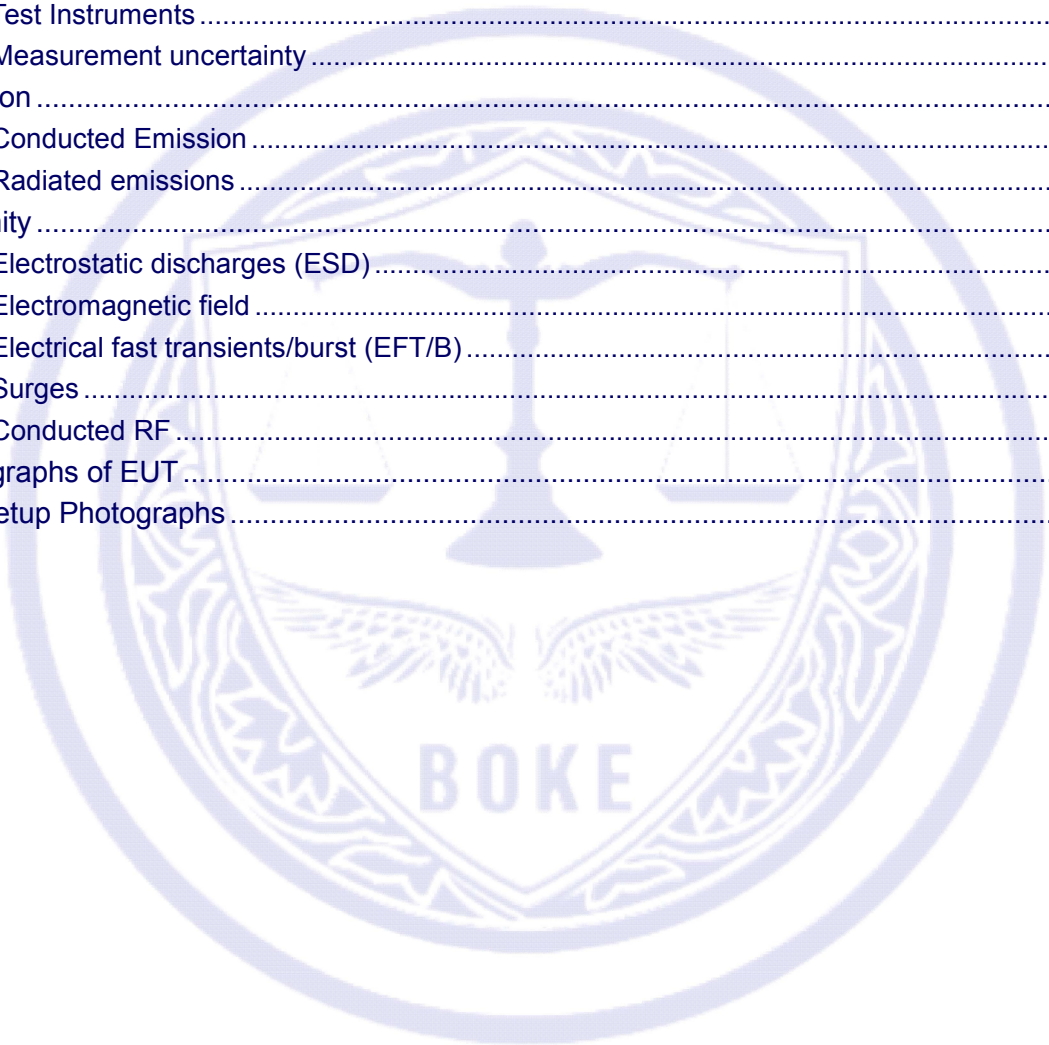 Test Instruments ................................................................
Measurement uncertainty ................................................................
on ................................................................
Conducted Emission ................................................................
Radiated emissions ................................................................
ity ................................................................
Electrostatic discharges (ESD) ................................................................
Electromagnetic field ................................................................
Electrical fast transients/burst (EFT/B) ................................................................
Surges ................................................................
Conducted RF ................................................................
graphs of EUT ................................................................
etup Photographs ................................................................
BOKE